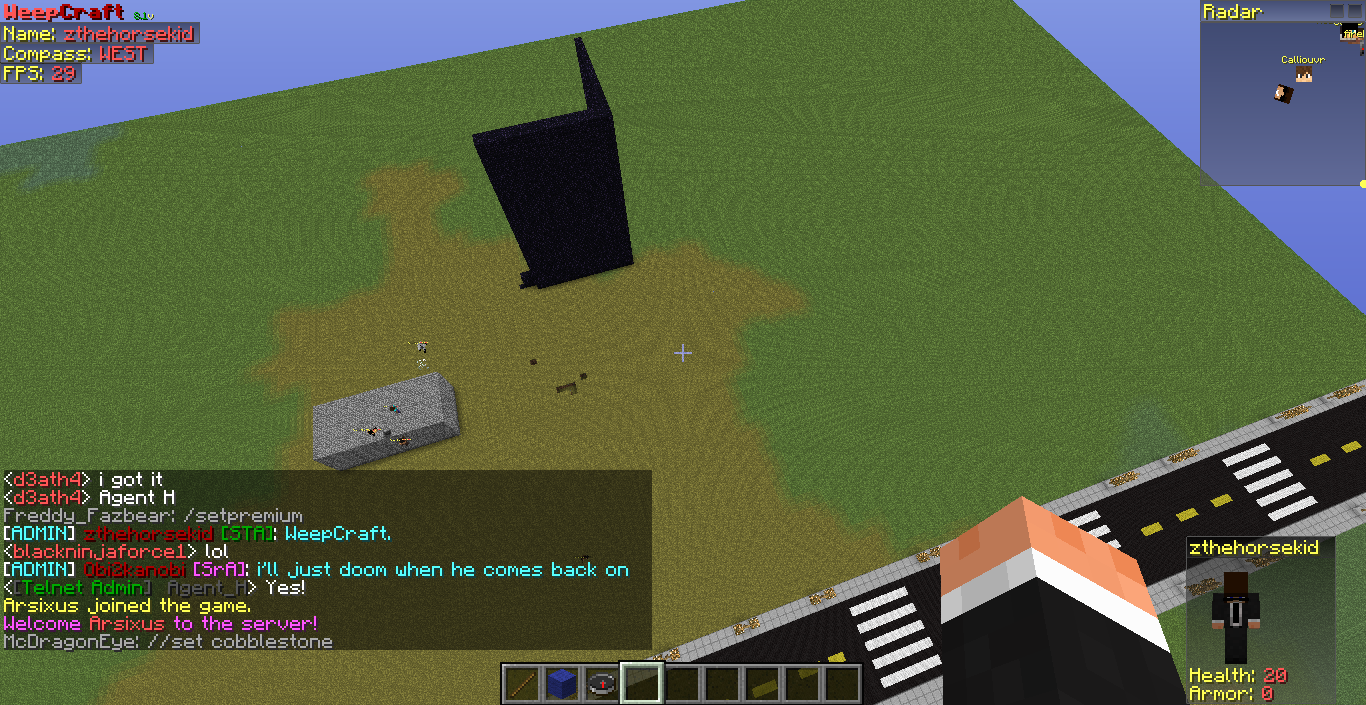 WeepCraft
Name: zthehorsekid
Compass: WEST
FPS: 29
Radar
Calliouvr
<d3ath4> i got it
<d3ath4> Agent H
Freddy_Fazbear: /setpremium
[ADMIN] zthehorsekid [STA]: WeepCraft.
<blackninjaforce1> lol
[ADMIN] Obi2kanobi [SrA]: i'll just doom when he comes back on
<[Telnet Admin] Agent_H> Yes!
Arsixus joined the game.
Welcome Arsixus to the server!
McDragonEye: //set cobblestone
zthehorsekid
Health: 20
Armor: 0